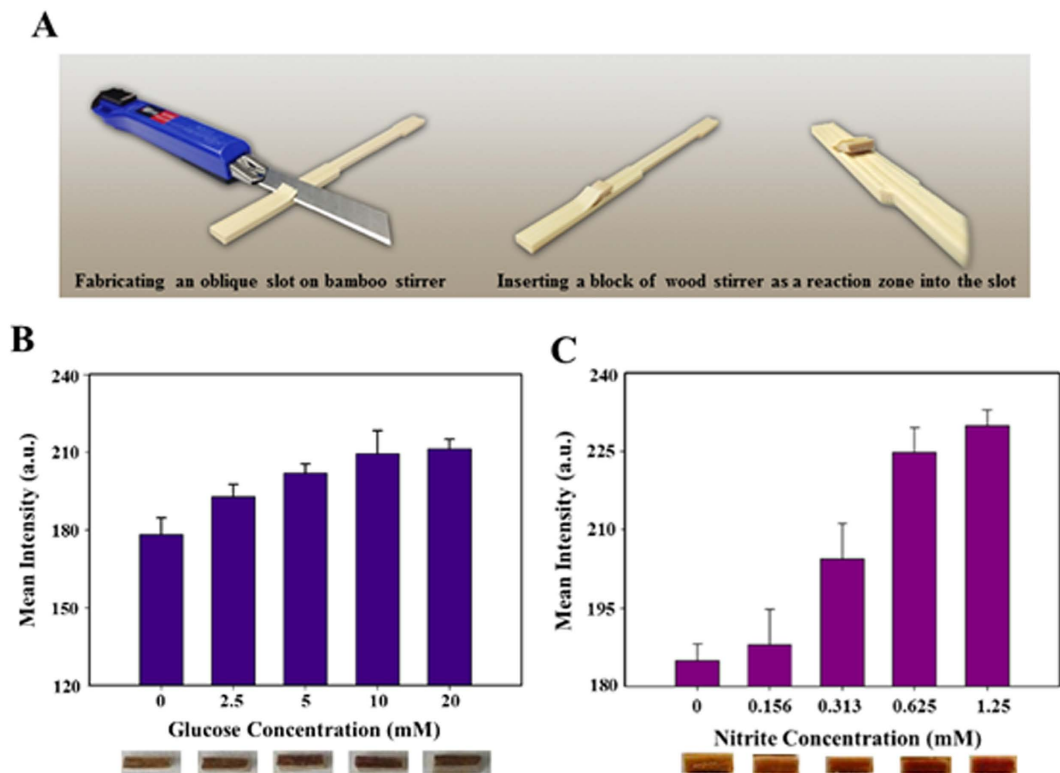 A
Fabricating an oblique slot on bamboo stirrer
Inserting a block of wood stirrer as a reaction zone into the slot
B
240
210
180
150
120
Mean Intensity (a.u.)
0 2.5 5 10 20
Glucose Concentration (mM)
C
240
225
210
195
180
Mean Intensity (a.u.)
0 0.156 0.313 0.625 1.25
Nitrite Concentration (mM)